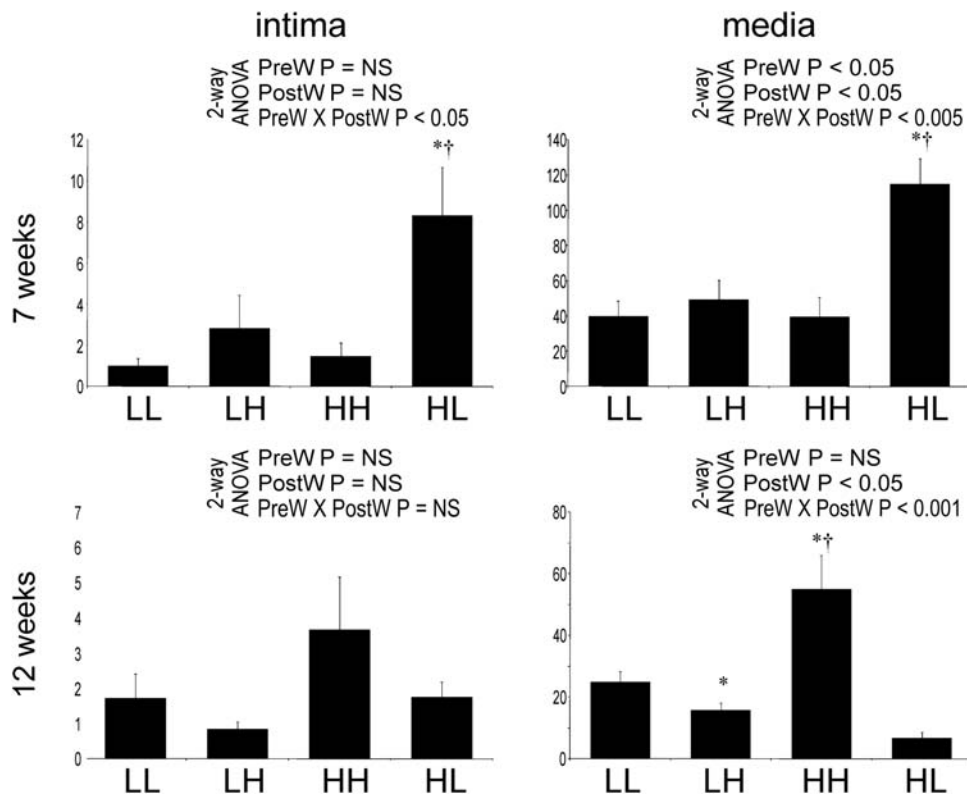 intima
2-way
ANOVA
PreW P = NS
PostW P = NS
PreW X PostW P < 0.05
7 weeks
12
10
8
6
4
2
0
*†
LL LH HH HL
media
2-way
ANOVA
PreW P < 0.05
PostW P < 0.05
PreW X PostW P < 0.005
140
120
100
80
60
40
20
0
*†
LL LH HH HL
12 weeks
2-way
ANOVA
PreW P = NS
PostW P = NS
PreW X PostW P = NS
7
6
5
4
3
2
1
0
LL LH HH HL
2-way
ANOVA
PreW P = NS
PostW P < 0.05
PreW X PostW P < 0.001
80
60
40
20
0
*
*†
LL LH HH HL